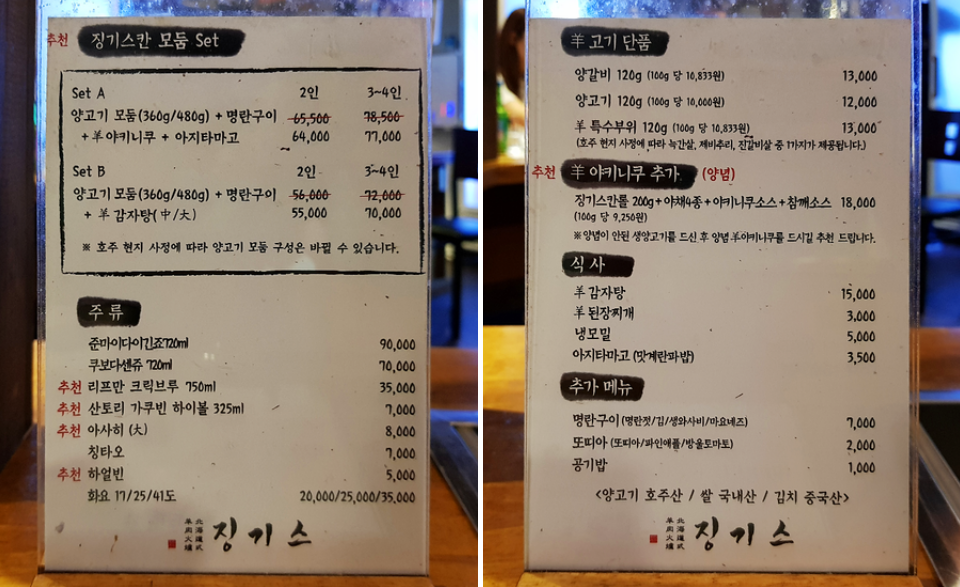 추천 징기스칸 모둠 Set
Set A 2인 3~4인
양고기 모둠(360g/480g) + 명란구이 65,500 78,500
+ 羊야키니쿠 + 아지타마고 64,000 77,000
Set B 2인 3~4인
양고기 모둠(360g/480g) + 명란구이 56,000 72,000
+ 羊 감자탕(中/大) 55,000 70,000
※ 호주 현지 사정에 따라 양고기 모둠 구성은 바뀔 수 있습니다.
주 류
준마이다이긴죠720ml 90,000
쿠보다센쥬 720ml 70,000
추천 리프만 크릭브루 750ml 35,000
추천 산토리 가쿠빈 하이볼 325ml 7,000
추천 아사히 (大) 8,000
칭타오 7,000
추천 하얼빈 5,000
화요 17/25/41도 20,000/25,000/35,000
北海道式
羊肉火爐
징기스
羊 고기 단품
양갈비 120g (100g 당 10,833원) 13,000
양고기 120g (100g 당 10,000원) 12,000
羊 특수부위 120g (100g 당 10,833원) 13,000
(호주 현지 사정에 따라 늑간살, 제비추리, 진갈비살 중 1가지가 제공됩니다.)
추천 羊 야키니쿠 추가 (양념)
징기스칸롤 200g + 야채4종 + 야키니쿠소스 + 참깨소스 18,000
(100g 당 9,250원)
※ 양념이 안된 생양고기를 드신 후 양념 羊야키니쿠를 드시길 추천 드립니다.
식 사
羊 감자탕 15,000
羊 된장찌개 3,000
냉모밀 5,000
아지타마고 (맛계란파밥) 3,500
추가 메뉴
명란구이 (명란젓/김/생와사비/마요네즈) 7,000
또띠아 (또띠아/파인애플/방울토마토) 2,000
공기밥 1,000
<양고기 호주산 / 쌀 국내산 / 김치 중국산>
北海道式
羊肉火爐
징기스